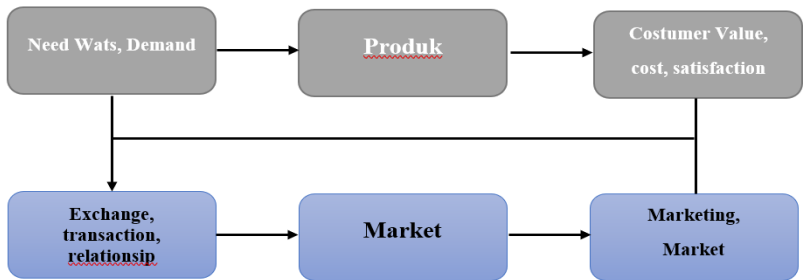 Need Wats, Demand
Produk
Costumer Value,
cost, satisfaction
Exchange,
transaction,
relationsip
Market
Marketing,
Market